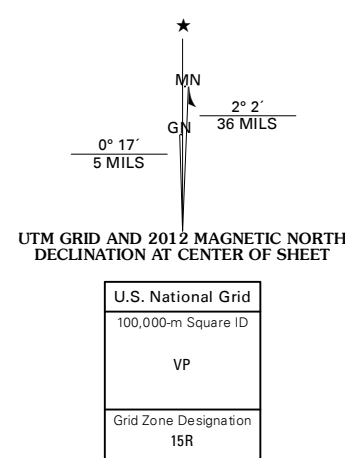 ★
MN
2° 2´
36 MILS
GN
0° 17´
5 MILS
UTM GRID AND 2012 MAGNETIC NORTH
DECLINATION AT CENTER OF SHEET
U.S. National Grid
100,000-m Square ID
VP
Grid Zone Designation
15R